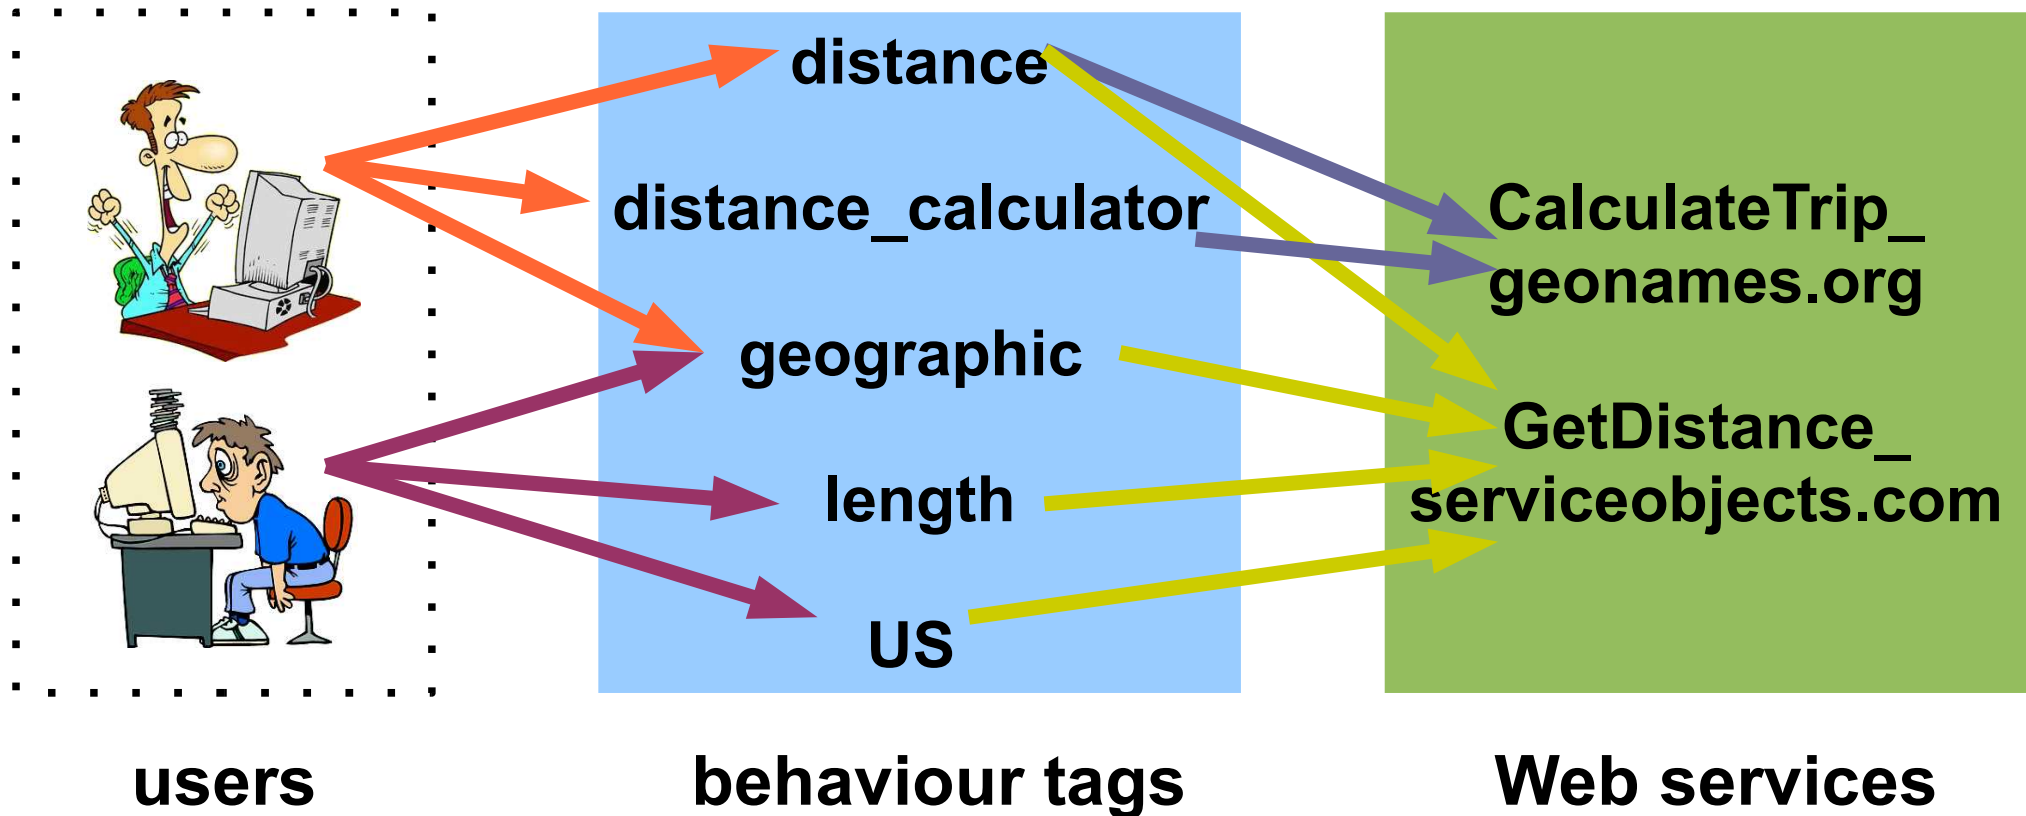 distance
distance_calculator
geographic
length
US
CalculateTrip_
geonames.org
GetDistance_
serviceobjects.com
users
behaviour tags
Web services